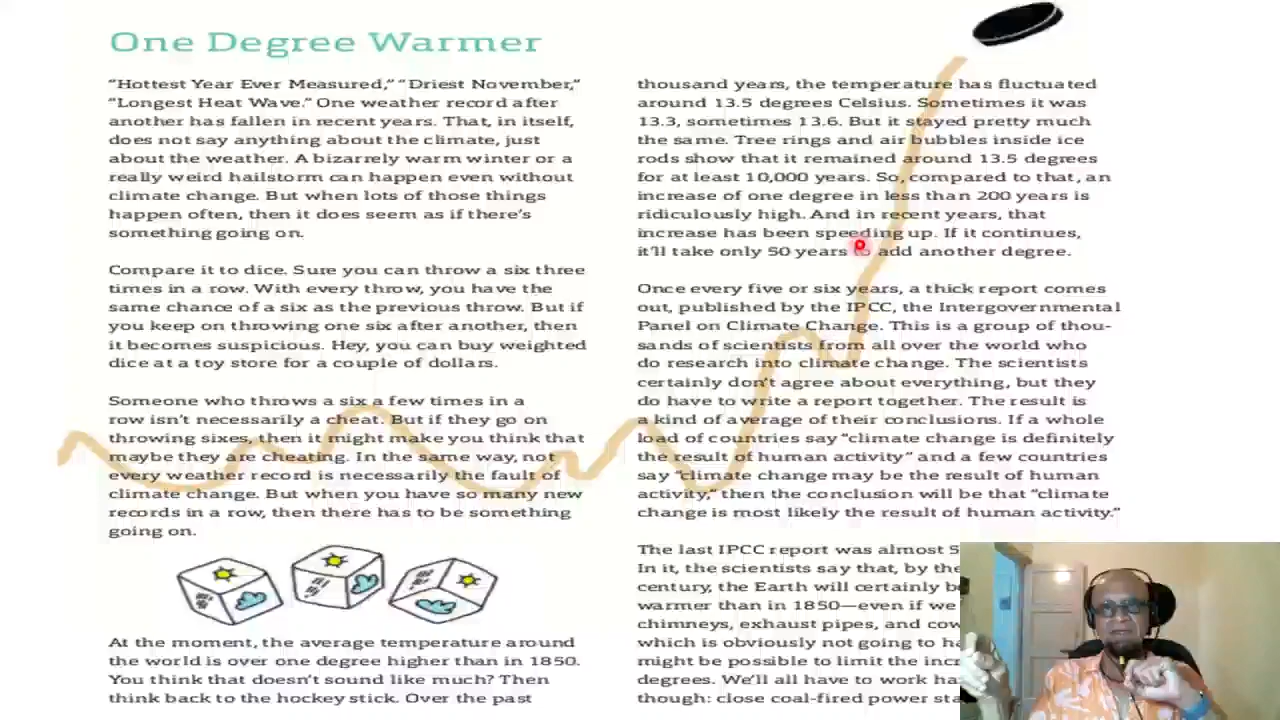 One Degree Warmer
“Hottest Year Ever Measured,” “Driest November,”
“Longest Heat Wave.” One weather record after
another has fallen in recent years. That, in itself,
does not say anything about the climate, just
about the weather. A bizarrely warm winter or a
really weird hailstorm can happen even without
climate change. But when lots of those things
happen often, then it does seem as if there’s
something going on.
Compare it to dice. Sure you can throw a six three
times in a row. With every throw, you have the
same chance of a six as the previous throw. But if
you keep on throwing one six after another, then
it becomes suspicious. Hey, you can buy weighted
dice at a toy store for a couple of dollars.
Someone who throws a six a few times in a
row isn’t necessarily a cheat. But if they go on
throwing sixes, then it might make you think that
maybe they are cheating. In the same way, not
every weather record is necessarily the fault of
climate change. But when you have so many new
records in a row, then there has to be something
going on.
At the moment, the average temperature around
the world is over one degree higher than in 1850.
You think that doesn’t sound like much? Then
think back to the hockey stick. Over the past
thousand years, the temperature has fluctuated
around 13.5 degrees Celsius. Sometimes it was
13.3, sometimes 13.6. But it stayed pretty much
the same. Tree rings and air bubbles inside ice
rods show that it remained around 13.5 degrees
for at least 10,000 years. So, compared to that, an
increase of one degree in less than 200 years is
ridiculously high. And in recent years, that
increase has been speeding up. If it continues,
it’ll take only 50 years to add another degree.
Once every five or six years, a thick report comes
out, published by the IPCC, the Intergovernmental
Panel on Climate Change. This is a group of thou-
sands of scientists from all over the world who
do research into climate change. The scientists
certainly don’t agree about everything, but they
do have to write a report together. The result is
a kind of average of their conclusions. If a whole
load of countries say “climate change is definitely
the result of human activity” and a few countries
say “climate change may be the result of human
activity,” then the conclusion will be that “climate
change is most likely the result of human activity.”
The last IPCC report was almost
In it, the scientists say that, by the
century, the Earth will certainly
warmer than in 1850—even if we
chimneys, exhaust pipes, and
which is obviously not going to
might be possible to limit the
degrees. We’ll all have to work
though: close coal-fired power